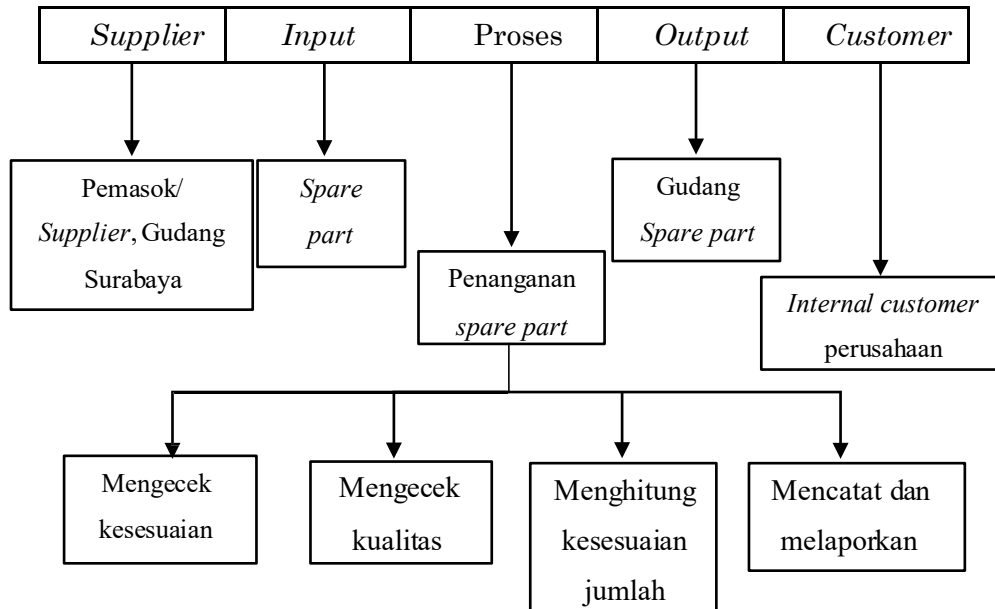 Supplier Input Proses Output Customer
Pemasok/
Supplier, Gudang
Surabaya
Spare
part
Penanganan
spare part
Gudang
Spare part
Internal customer
perusahaan
Mengecek
kesesuaian
Mengecek
kualitas
Menghitung
kesesuaian
jumlah
Mencatat dan
melaporkan